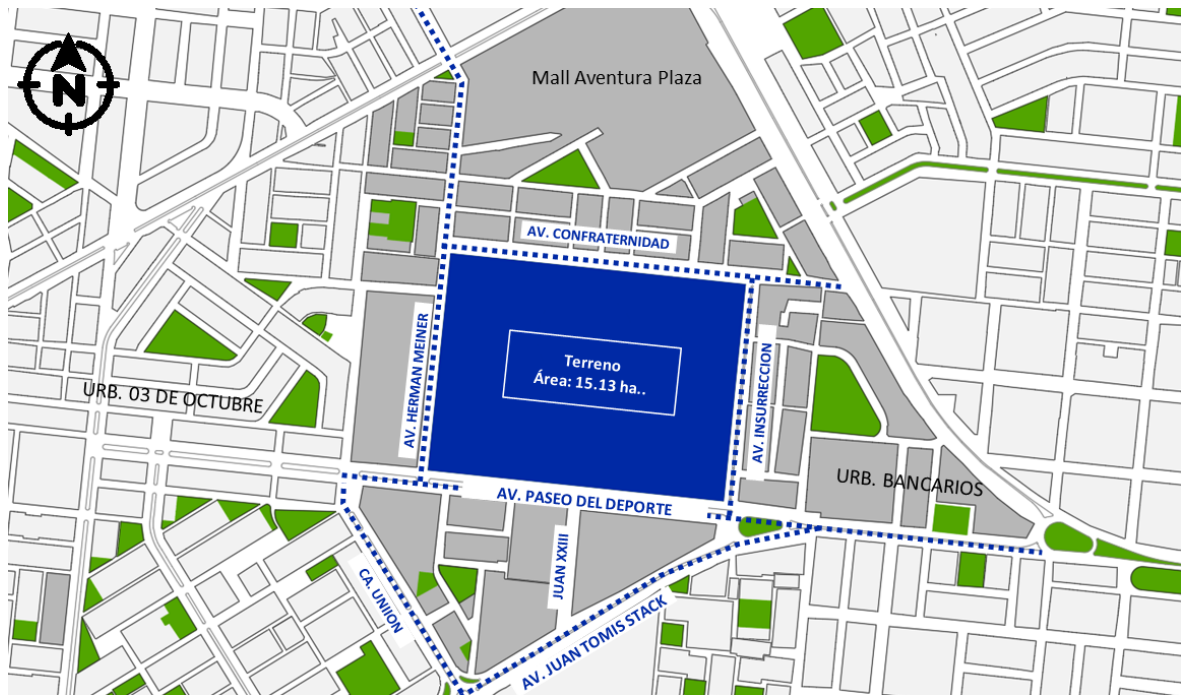 N
Mall Aventura Plaza
AV. CONFRATERNIDAD
Terreno
Área: 15.13 ha..
AV. HERMAN MEINER
AV. INSURRECCION
URB. 03 DE OCTUBRE
URB. BANCARIOS
AV. PASEO DEL DEPORTE
JUAN XXIII
CA. UNIION
AV. JUAN TOMIS STACK